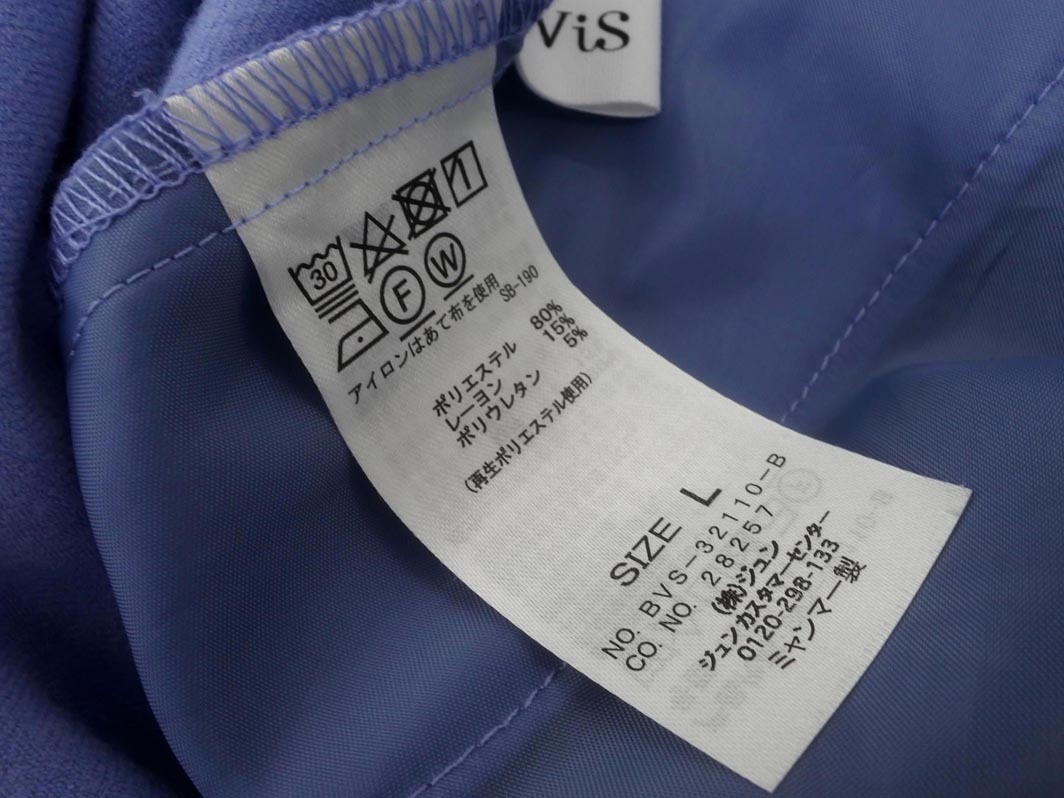 ViS
30
F W
アイロンはあて布を使用
SB-190
ポリエステル 80%
レーヨン 15%
ポリウレタン 5%
(再生ポリエステル使用)
SIZE L
NO. BVS-32110-B
CO. NO. 28257
(株)ジュン
ジュン カスタマーセンター
0120-298-133
ミャンマー製